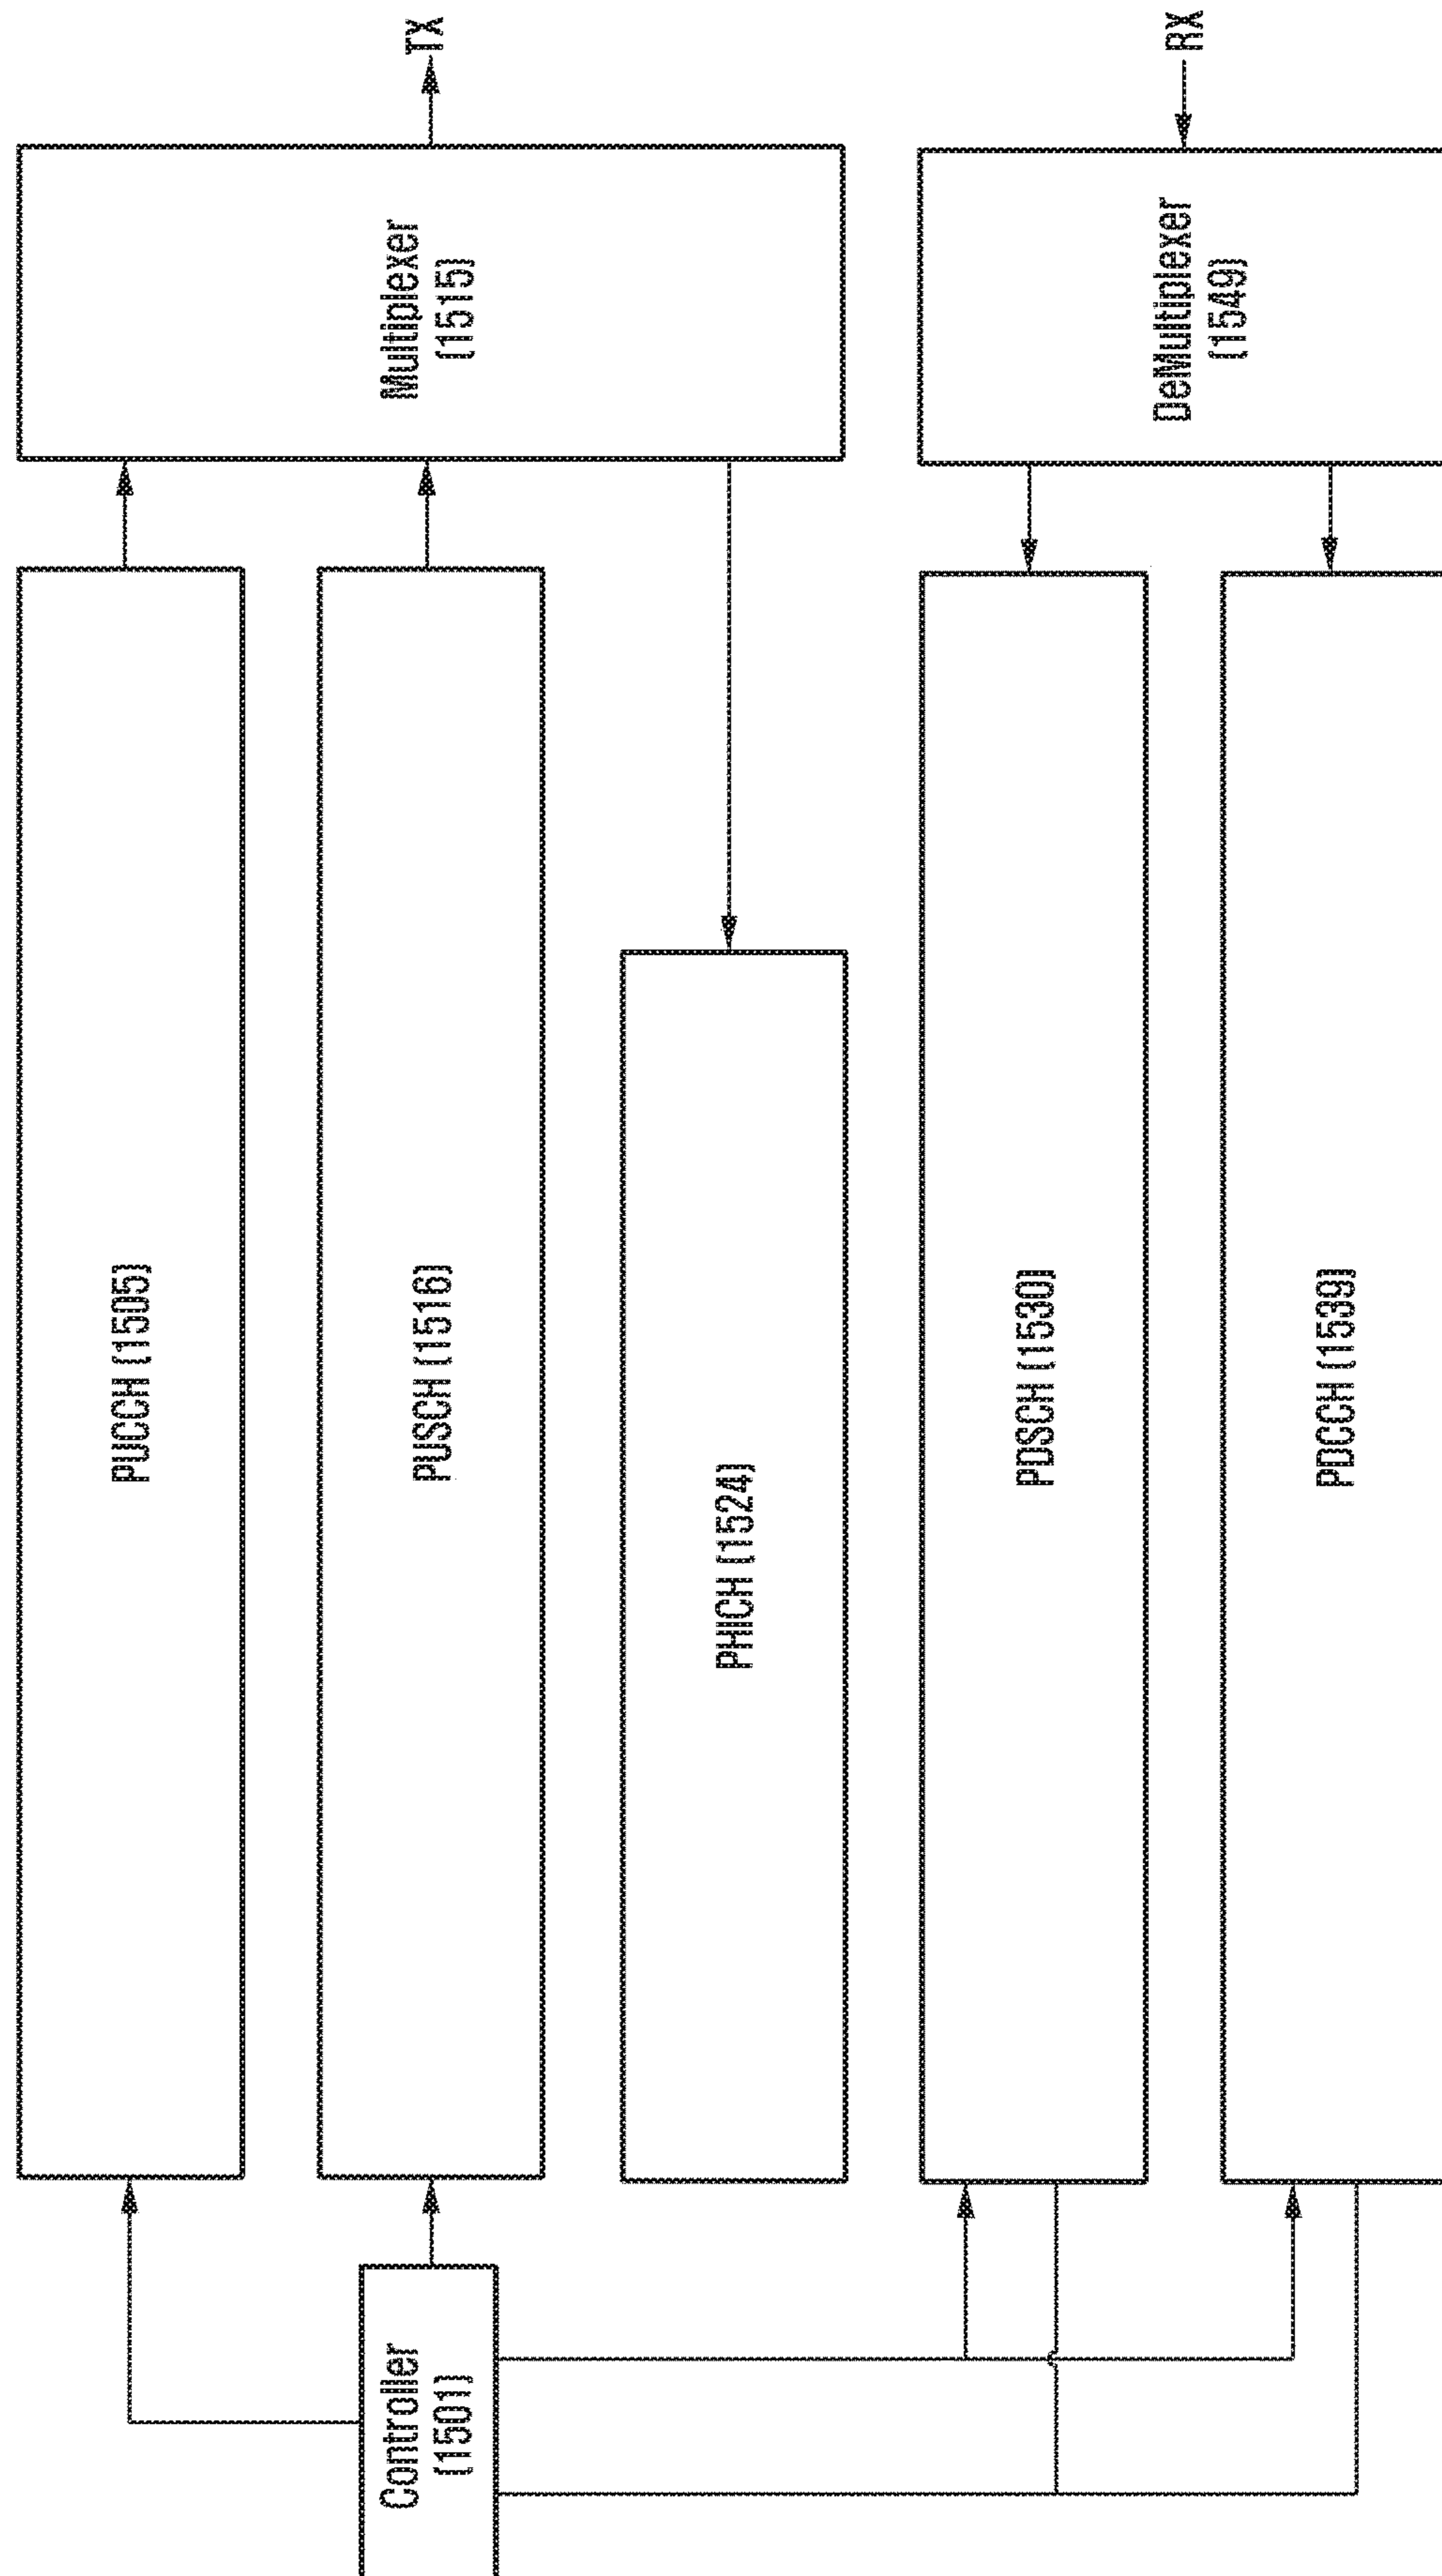 Controller
(1501)
PUCCH (1505)
PUSCH (1516)
PHICH (1524)
PDSCH (1530)
PDCCH (1539)
Multiplexer
(1515)
DeMultiplexer
(1549)
TX
RX